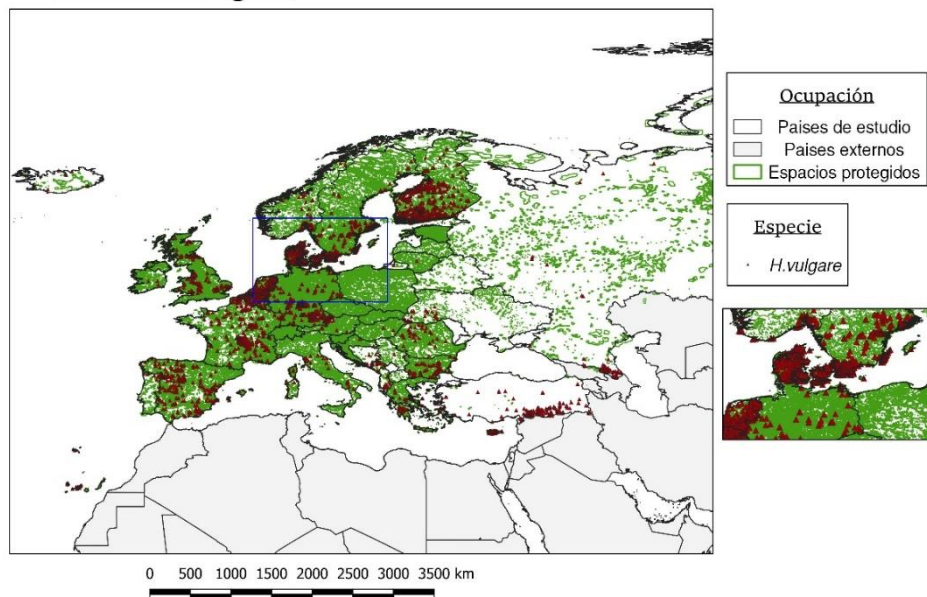 Ocupación
Paises de estudio
Paises externos
Espacios protegidos
Especie
H.vulgare
0 500 1000 1500 2000 2500 3000 3500 km